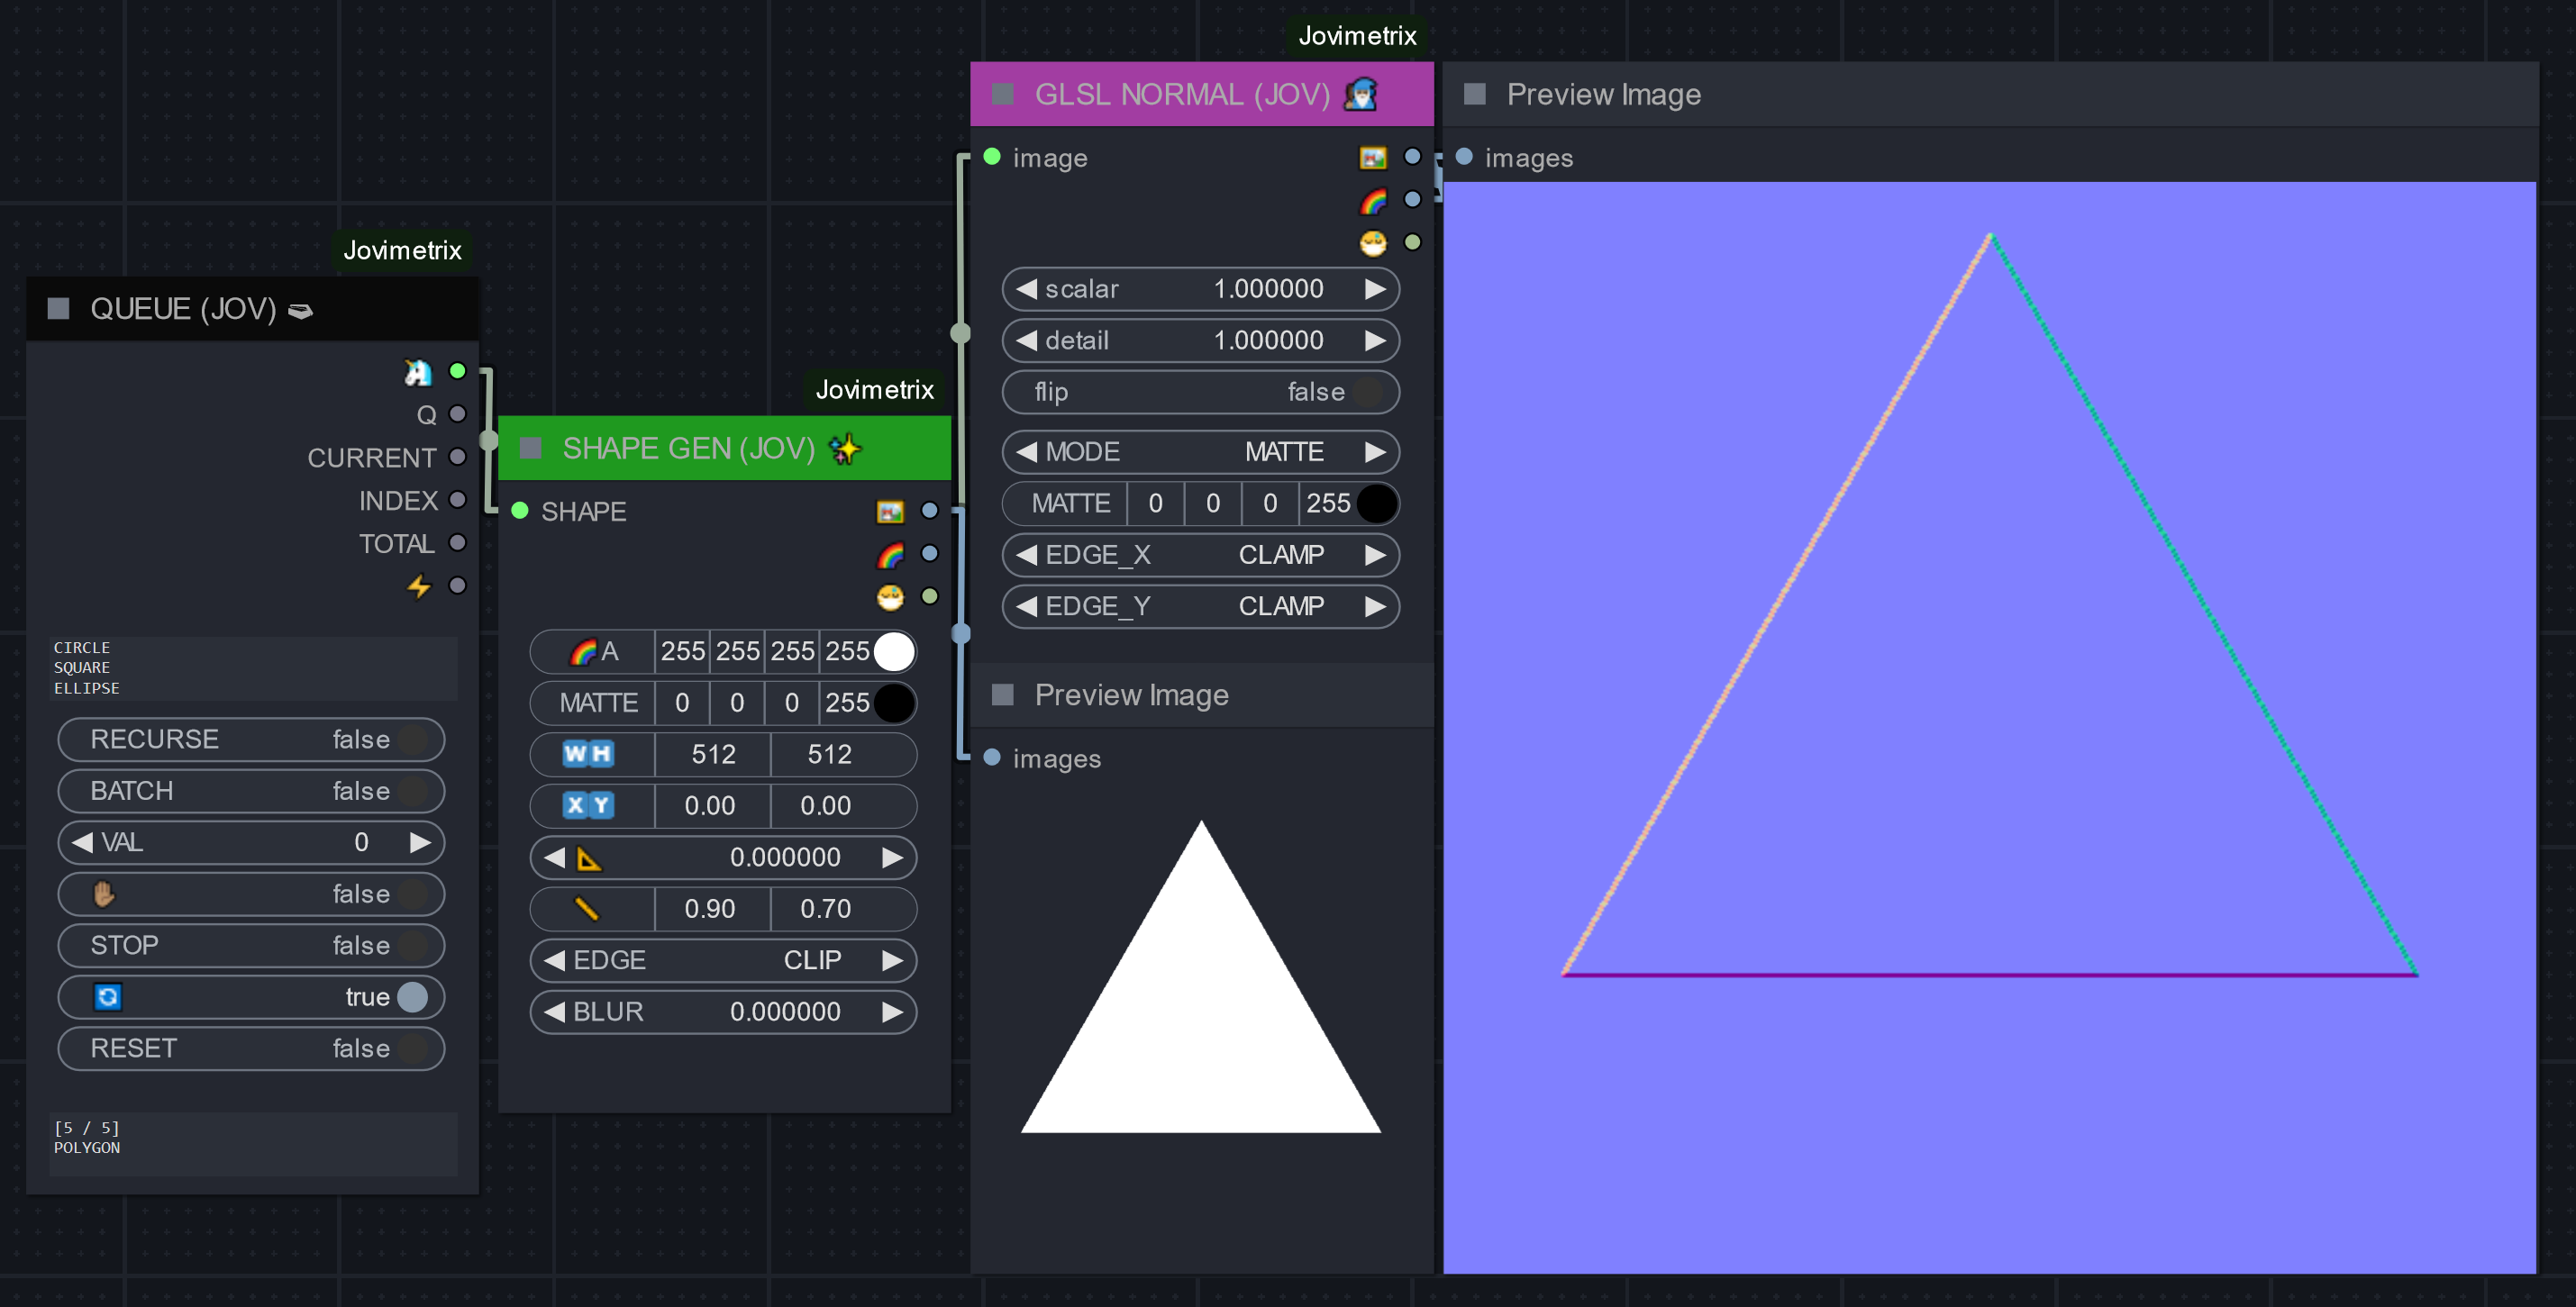 Jovimetrix
QUEUE (JOV)
Q
CURRENT
INDEX
TOTAL
CIRCLE
SQUARE
ELLIPSE
RECURSE false
BATCH false
VAL 0
false
STOP false
true
RESET false
[5 / 5]
POLYGON
Jovimetrix
SHAPE GEN (JOV)
SHAPE
A 255 255 255 255
MATTE 0 0 0 255
WH 512 512
XY 0.00 0.00
0.000000
0.90 0.70
EDGE CLIP
BLUR 0.000000
Jovimetrix
GLSL NORMAL (JOV)
image
scalar 1.000000
detail 1.000000
flip false
MODE MATTE
MATTE 0 0 0 255
EDGE_X CLAMP
EDGE_Y CLAMP
Preview Image
images
Preview Image
images